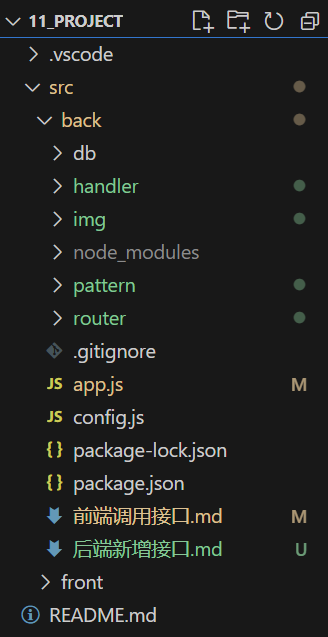 11_PROJECT
.vscode
src
back
db
handler
img
node_modules
pattern
router
.gitignore
JS app.js M
JS config.js
{} package-lock.json
{} package.json
前端调用接口.md M
后端新增接口.md U
front
README.md